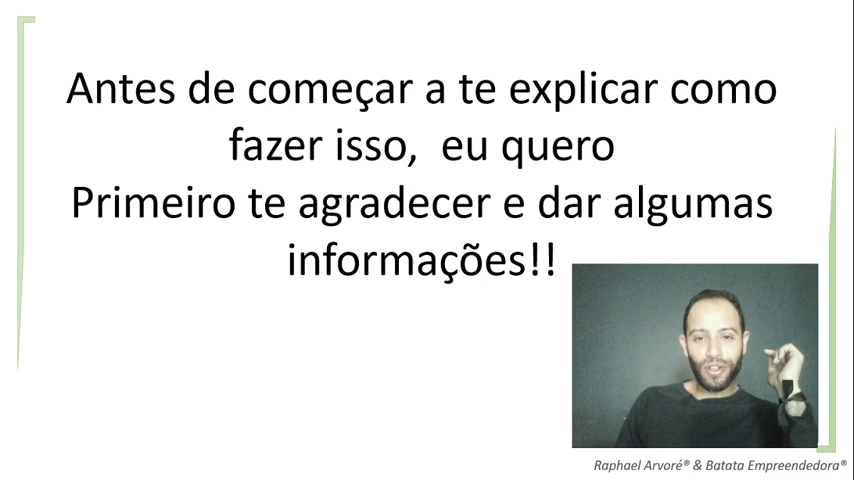 Antes de começar a te explicar como
fazer isso,  eu quero
Primeiro te agradecer e dar algumas
informações!!
Raphael Arvoré® & Batata Empreendedora®